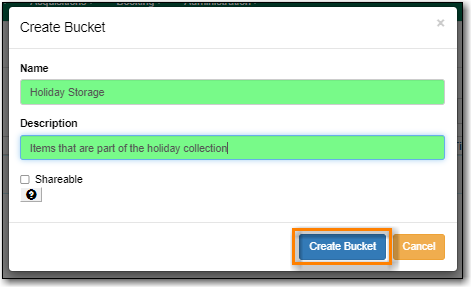 Create Bucket
×
Name
Holiday Storage
Description
Items that are part of the holiday collection
Shareable
?
Create Bucket
Cancel